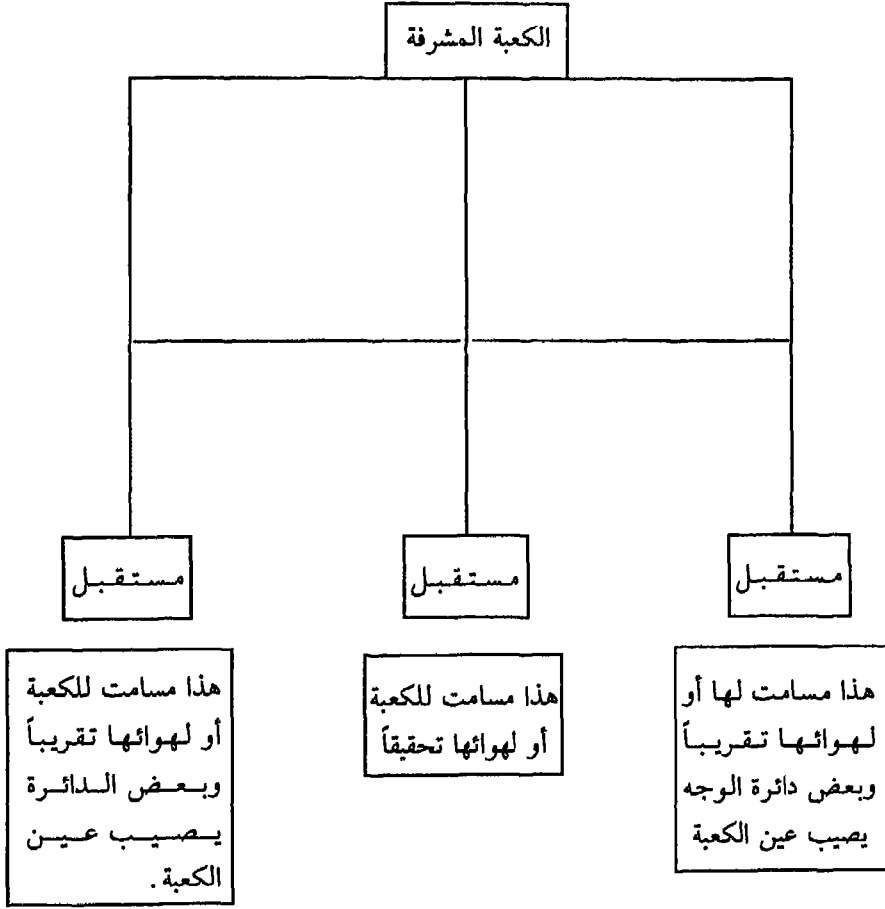 الكعبة المشرفة
مستقبل
مستقبل
مستقبل
هذا مسامت لها أو
لهوائها تقريباً
وبعض دائرة الوجه
يصيب عين الكعبة
هذا مسامت للكعبة
أو لهوائها تحقيقاً
هذا مسامت للكعبة
أو لهوائها تقريباً
وبعض الدائرة
يصيب عين
الكعبة.